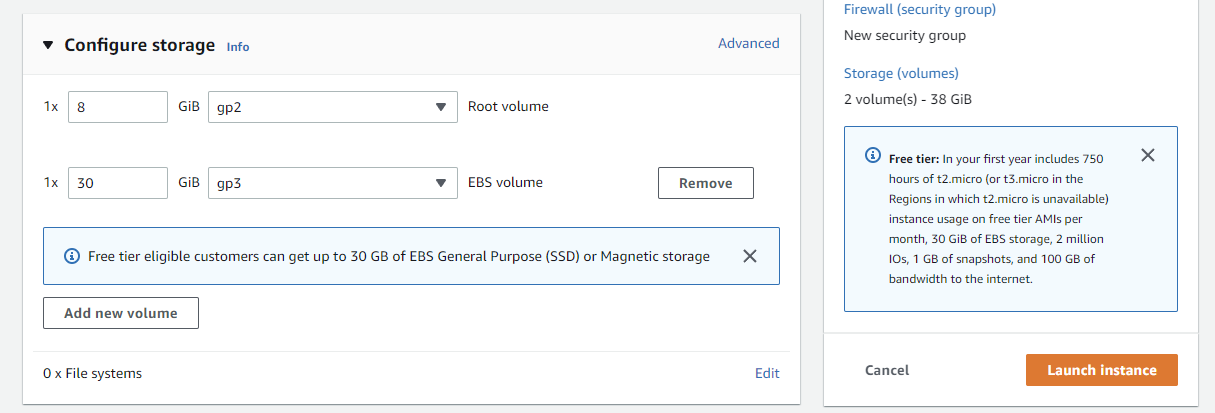 Configure storage Info Advanced
1x 8 GiB gp2 Root volume
1x 30 GiB gp3 EBS volume Remove
Free tier eligible customers can get up to 30 GB of EBS General Purpose (SSD) or Magnetic storage
Add new volume
0 x File systems Edit
Firewall (security group)
New security group
Storage (volumes)
2 volume(s) - 38 GiB
Free tier: In your first year includes 750
hours of t2.micro (or t3.micro in the
Regions in which t2.micro is unavailable)
instance usage on free tier AMIs per
month, 30 GiB of EBS storage, 2 million
IOs, 1 GB of snapshots, and 100 GB of
bandwidth to the internet.
Cancel Launch instance